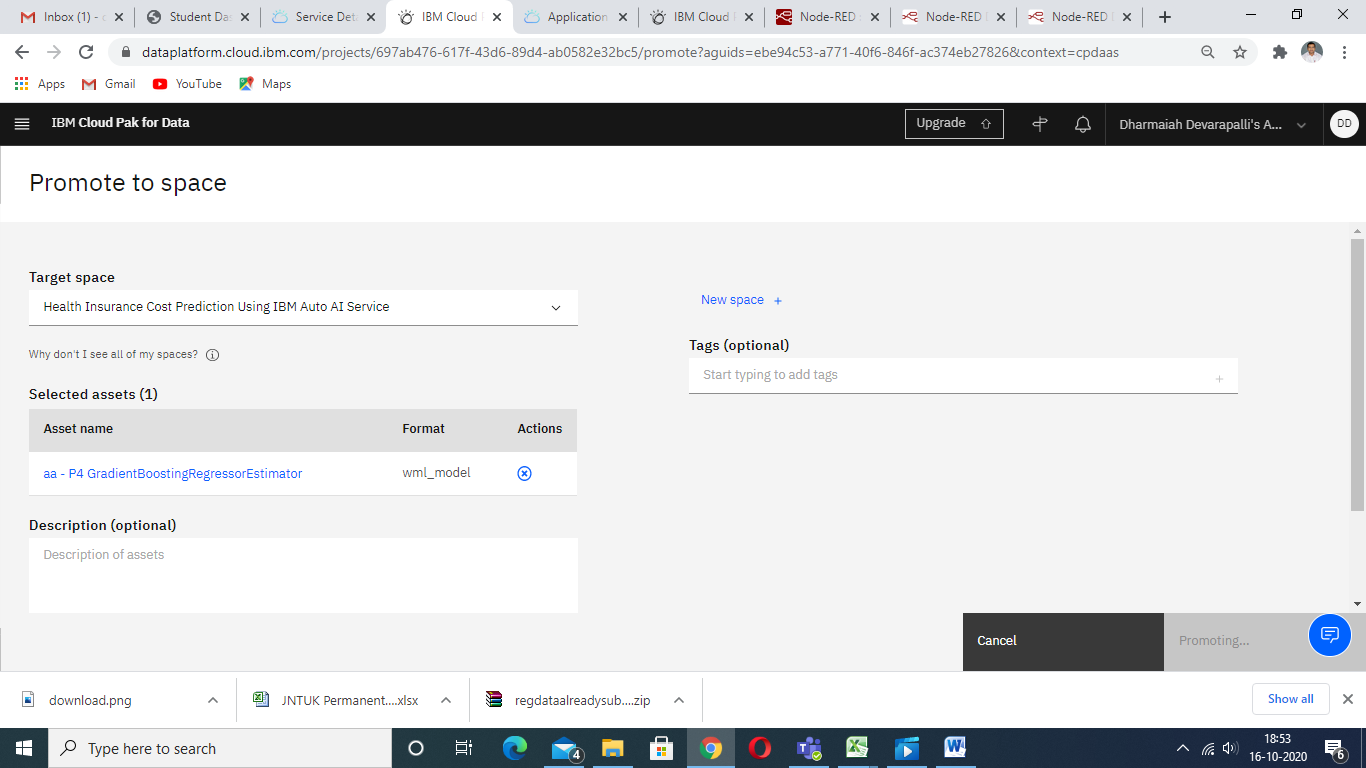 Inbox (1) - d
Student Das
Service Deta
IBM Cloud P
Application
IBM Cloud P
Node-RED S
Node-RED
Node-RED
dataplatform.cloud.ibm.com/projects/697ab476-617f-43d6-89d4-ab0582e32bc5/promote?aguids=ebe94c53-a771-40f6-846f-ac374eb27826&context=cpdaas
Apps
Gmail
YouTube
Maps
IBM Cloud Pak for Data
Upgrade
Dharmaiah Devarapalli's A...
DD
Promote to space
Target space
Health Insurance Cost Prediction Using IBM Auto AI Service
New space +
Why don't I see all of my spaces?
Tags (optional)
Start typing to add tags
Selected assets (1)
Asset name Format Actions
aa - P4 GradientBoostingRegressorEstimator wml_model
Description (optional)
Description of assets
Cancel
Promoting...
download.png
JNTUK Permanent....xlsx
regdataalreadysub....zip
Show all
Type here to search
4
18:53
16-10-2020
6